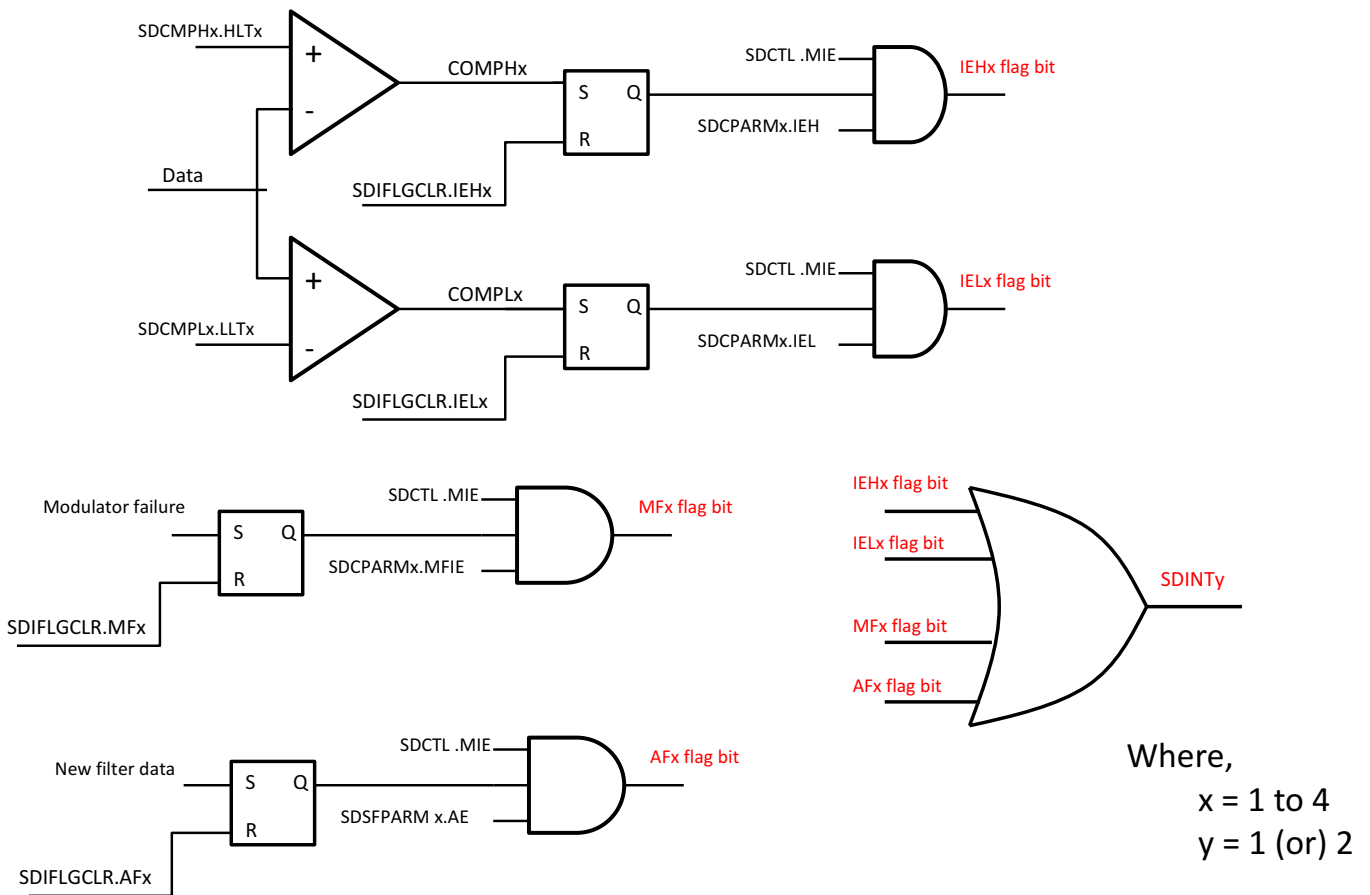 SDCMPHx.HLTx
+
-
COMPHx
S Q
R
SDIFLGCLR.IEHx
SDCTL .MIE
SDCPARMx.IEH
IEHx flag bit
Data
+
-
SDCMPLx.LLTx
COMPLx
S Q
R
SDIFLGCLR.IELx
SDCTL .MIE
SDCPARMx.IEL
IELx flag bit
Modulator failure
S Q
R
SDIFLGCLR.MFx
SDCTL .MIE
SDCPARMx.MFIE
MFx flag bit
IEHx flag bit
IELx flag bit
MFx flag bit
AFx flag bit
SDINTy
New filter data
S Q
R
SDIFLGCLR.AFx
SDCTL .MIE
SDSFPARM x.AE
AFx flag bit
Where,
x = 1 to 4
y = 1 (or) 2